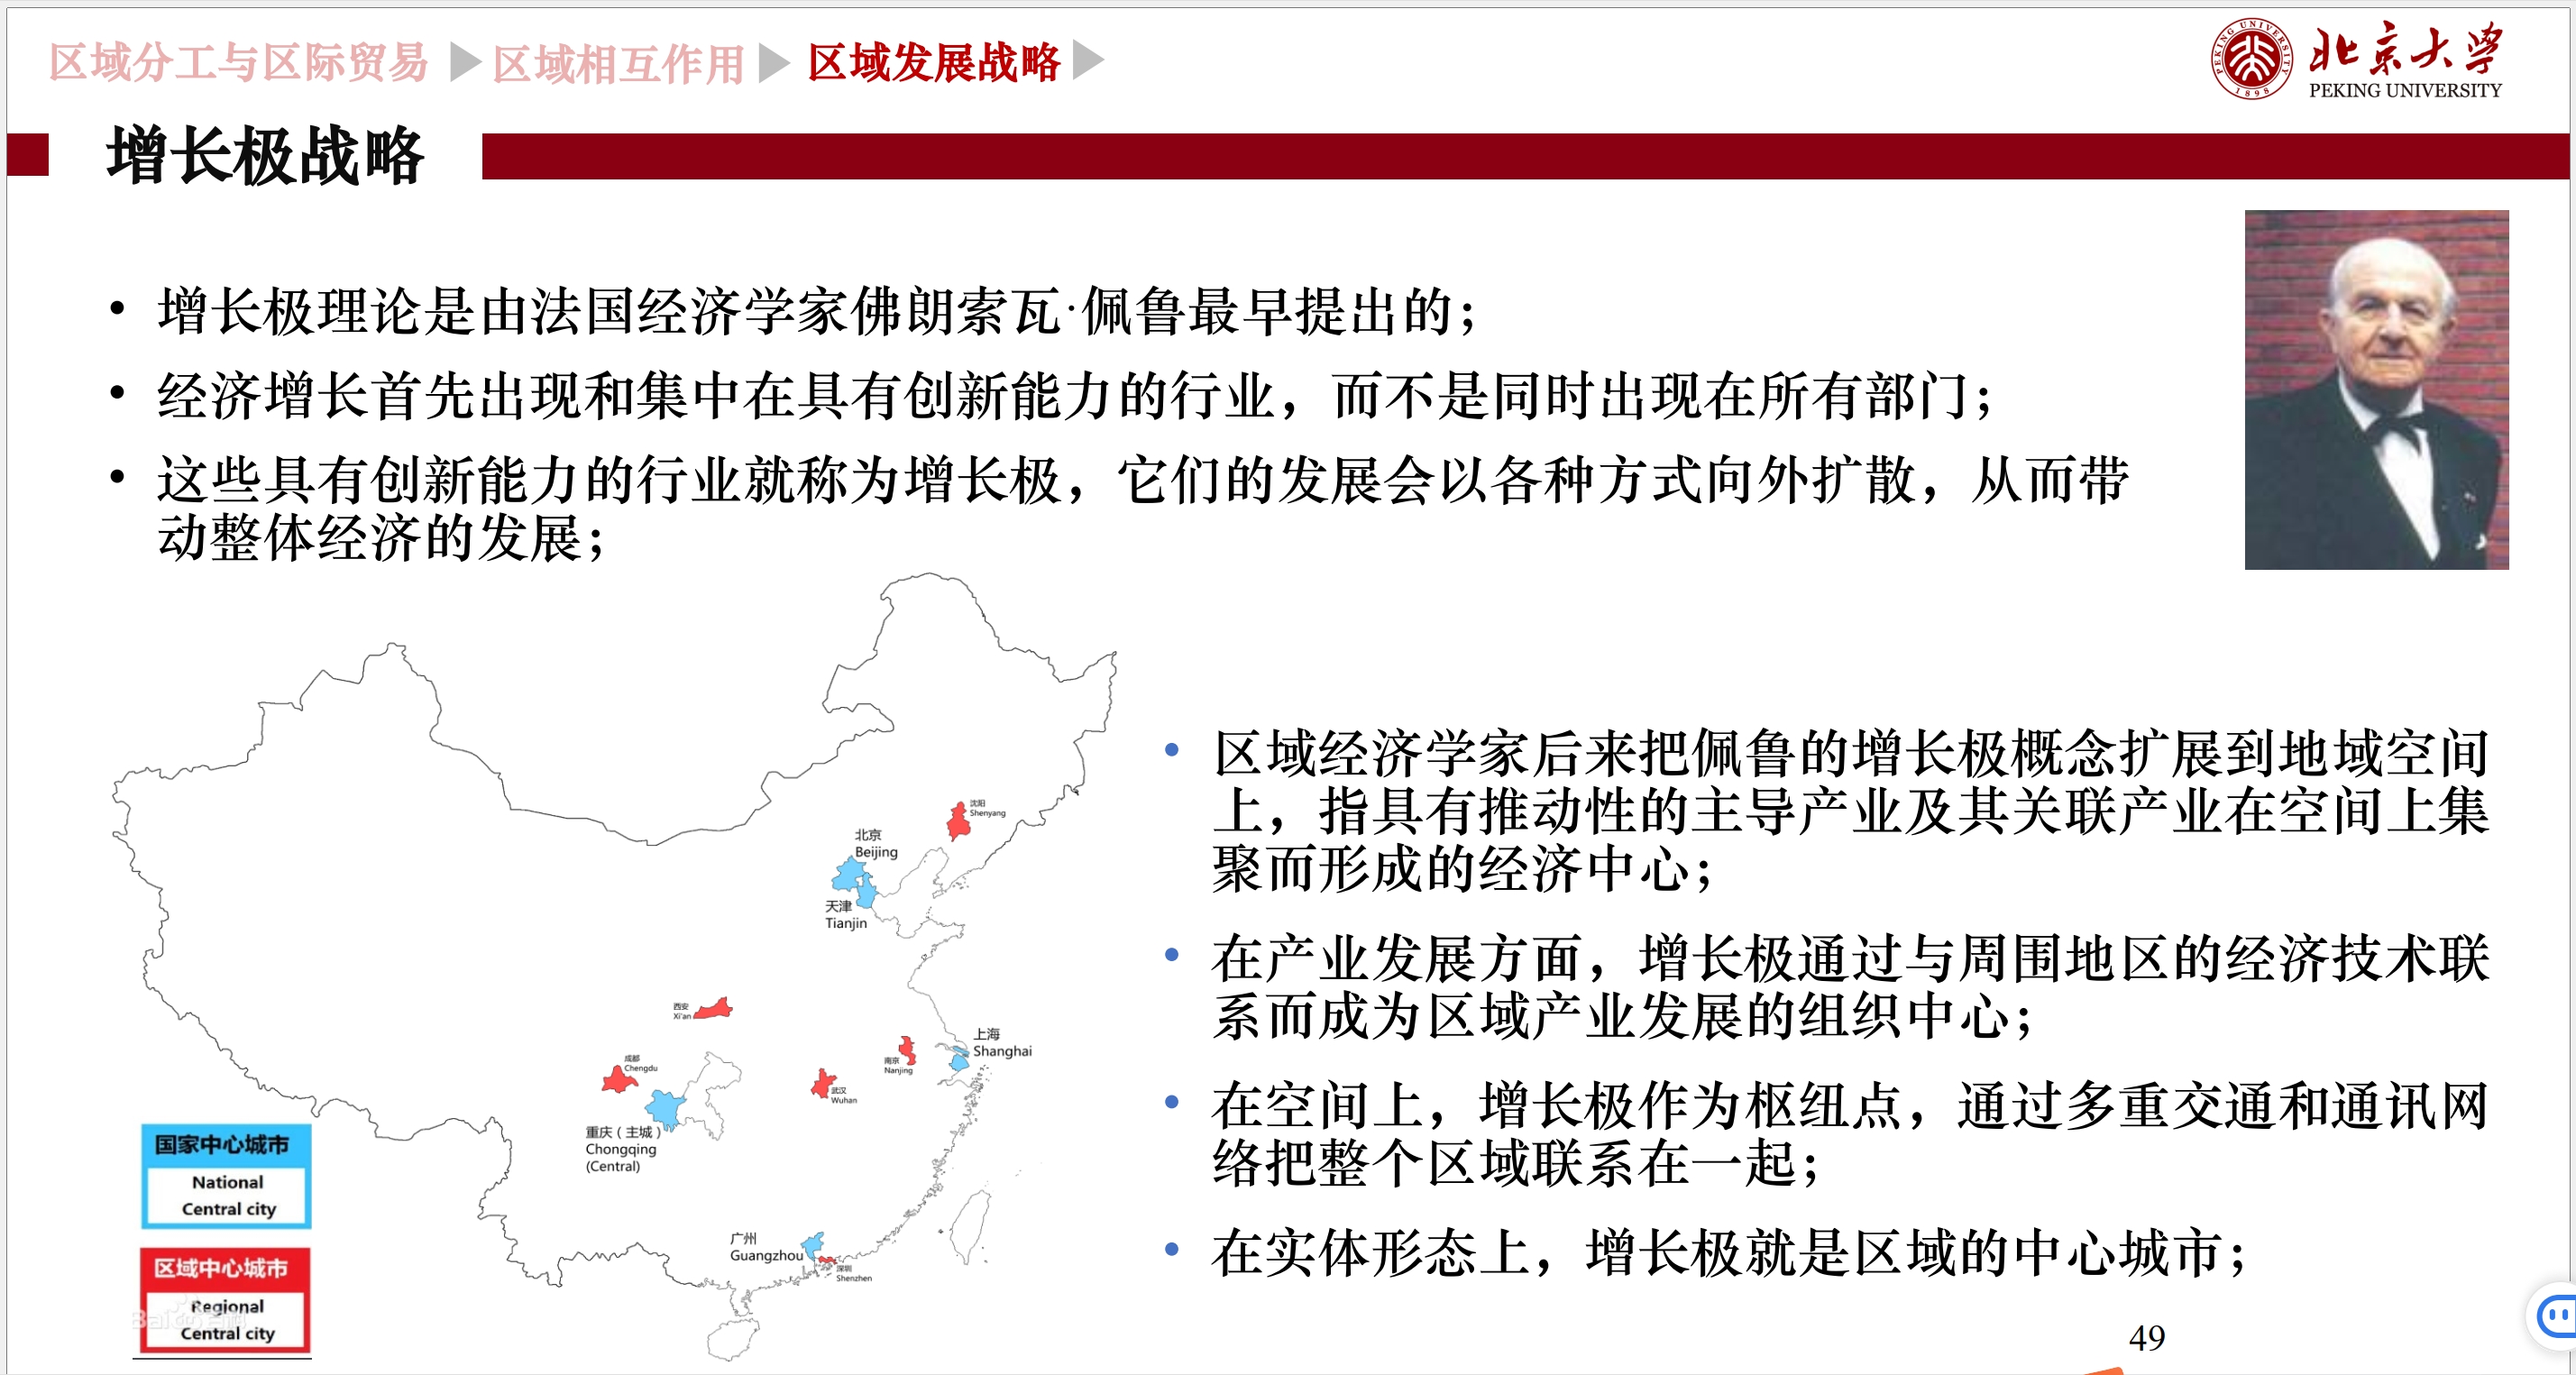 区域分工与区际贸易 区域相互作用 区域发展战略
北京大学
PEKING UNIVERSITY
PEKING UNIVERSITY
1898
增长极战略
• 增长极理论是由法国经济学家佛朗索瓦·佩鲁最早提出的；
• 经济增长首先出现和集中在具有创新能力的行业，而不是同时出现在所有部门；
• 这些具有创新能力的行业就称为增长极，它们的发展会以各种方式向外扩散，从而带
动整体经济的发展；
沈阳
Shenyang
北京
Beijing
天津
Tianjin
西安
Xi'an
上海
Shanghai
南京
Nanjing
成都
Chengdu
武汉
Wuhan
重庆（主城）
Chongqing
(Central)
广州
Guangzhou
深圳
Shenzhen
国家中心城市
National
Central city
区域中心城市
Regional
Central city
• 区域经济学家后来把佩鲁的增长极概念扩展到地域空间
上，指具有推动性的主导产业及其关联产业在空间上集
聚而形成的经济中心；
• 在产业发展方面，增长极通过与周围地区的经济技术联
系而成为区域产业发展的组织中心；
• 在空间上，增长极作为枢纽点，通过多重交通和通讯网
络把整个区域联系在一起；
• 在实体形态上，增长极就是区域的中心城市；
49